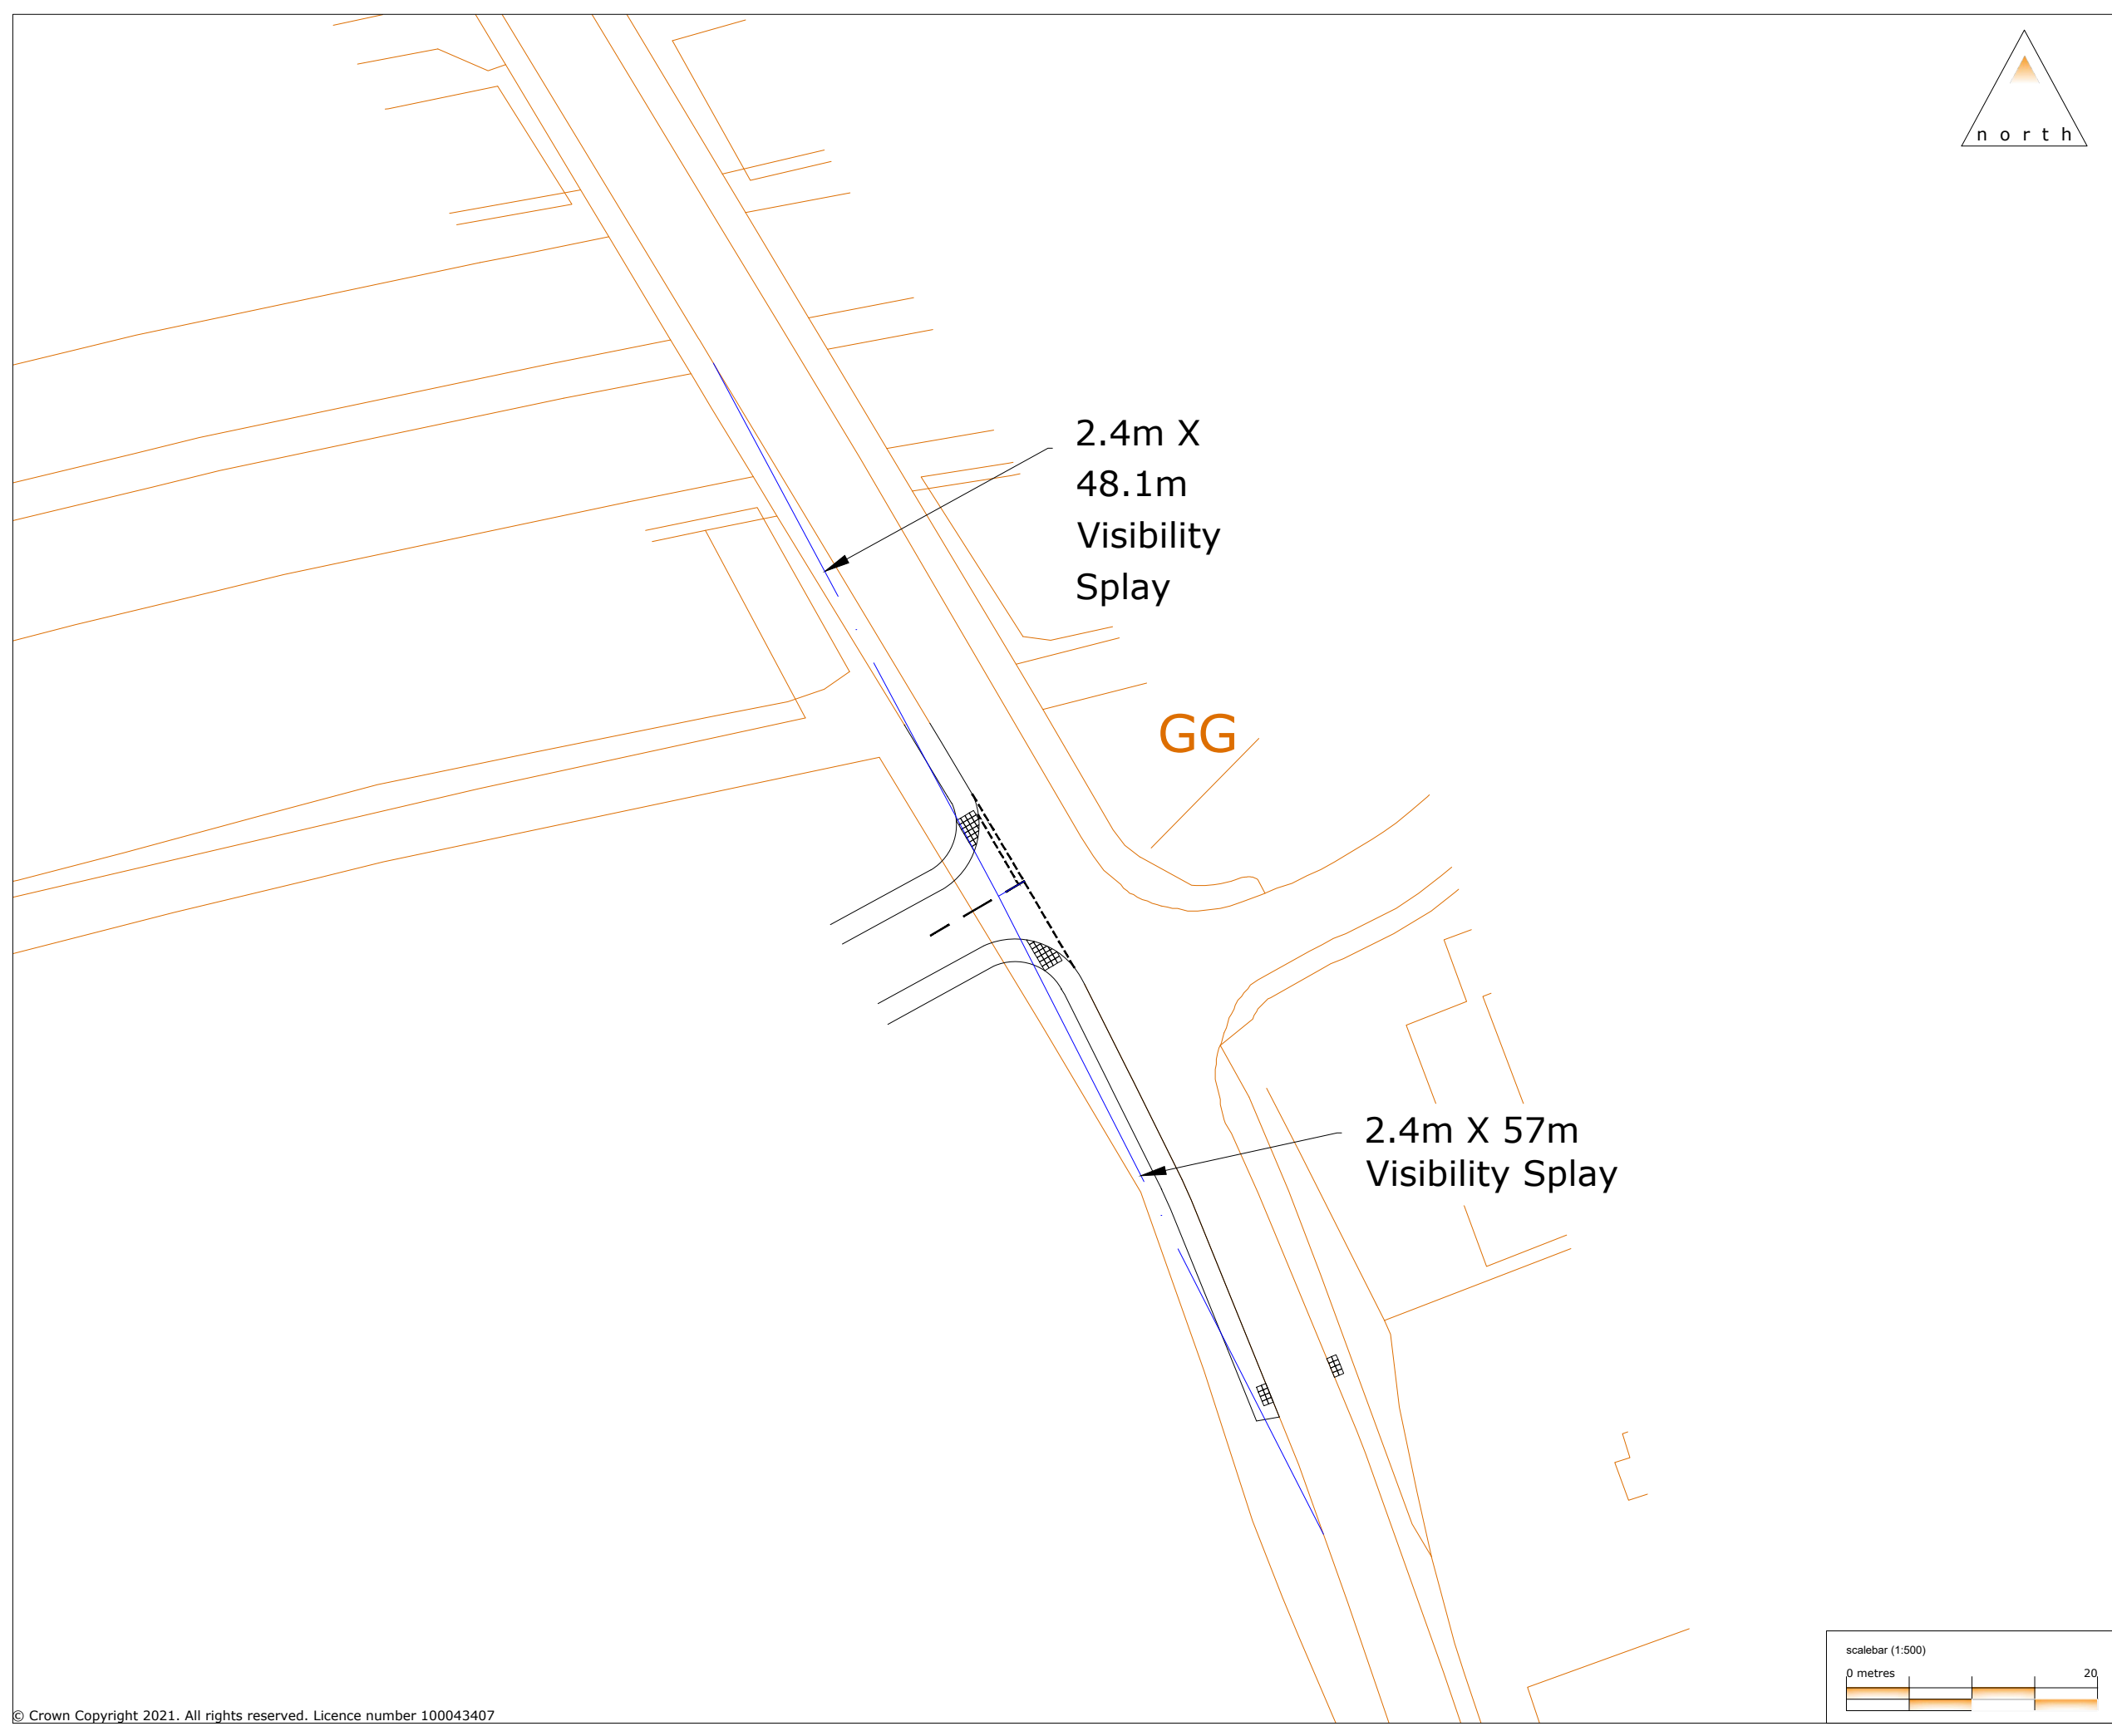 n o r t h
2.4m X
48.1m
Visibility
Splay
GG
2.4m X 57m
Visibility Splay
scalebar (1:500)
0 metres 20
© Crown Copyright 2021. All rights reserved. Licence number 100043407